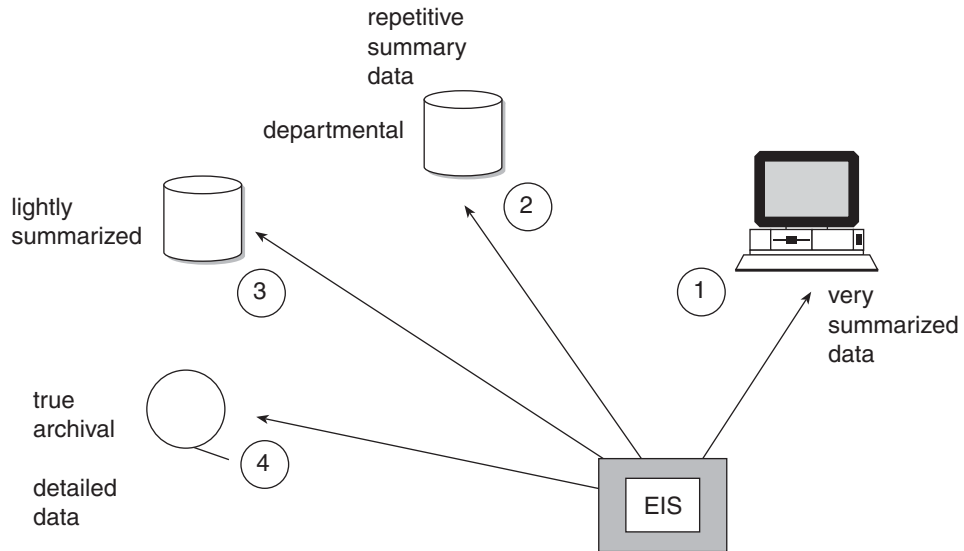 repetitive
summary
data
departmental
2
lightly
summarized
3
1
very
summarized
data
true
archival
4
detailed
data
EIS